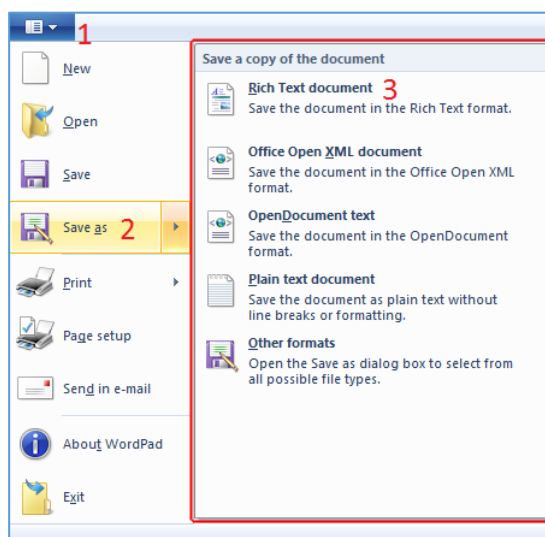 1
New
Open
Save
Save as 2
Print
Page setup
Send in e-mail
About WordPad
Exit
Save a copy of the document
Rich Text document 3
Save the document in the Rich Text format.
Office Open XML document
Save the document in the Office Open XML
format.
OpenDocument text
Save the document in the OpenDocument
format.
Plain text document
Save the document as plain text without
line breaks or formatting.
Other formats
Open the Save as dialog box to select from
all possible file types.